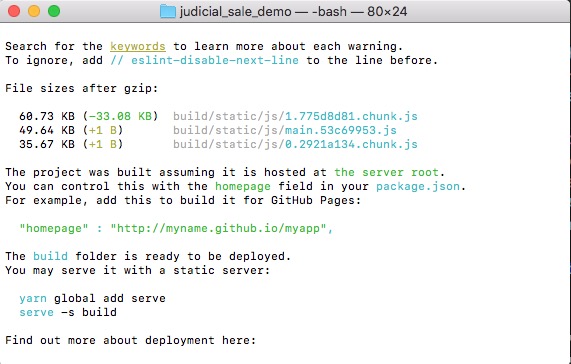 judicial_sale_demo — -bash — 80×24
Search for the keywords to learn more about each warning.
To ignore, add // eslint-disable-next-line to the line before.
File sizes after gzip:
60.73 KB (-33.08 KB) build/static/js/1.775d8d81.chunk.js
49.64 KB (+1 B) build/static/js/main.53c69953.js
35.67 KB (+1 B) build/static/js/0.2921a134.chunk.js
The project was built assuming it is hosted at the server root.
You can control this with the homepage field in your package.json.
For example, add this to build it for GitHub Pages:
"homepage" : "http://myname.github.io/myapp",
The build folder is ready to be deployed.
You may serve it with a static server:
yarn global add serve
serve -s build
Find out more about deployment here: